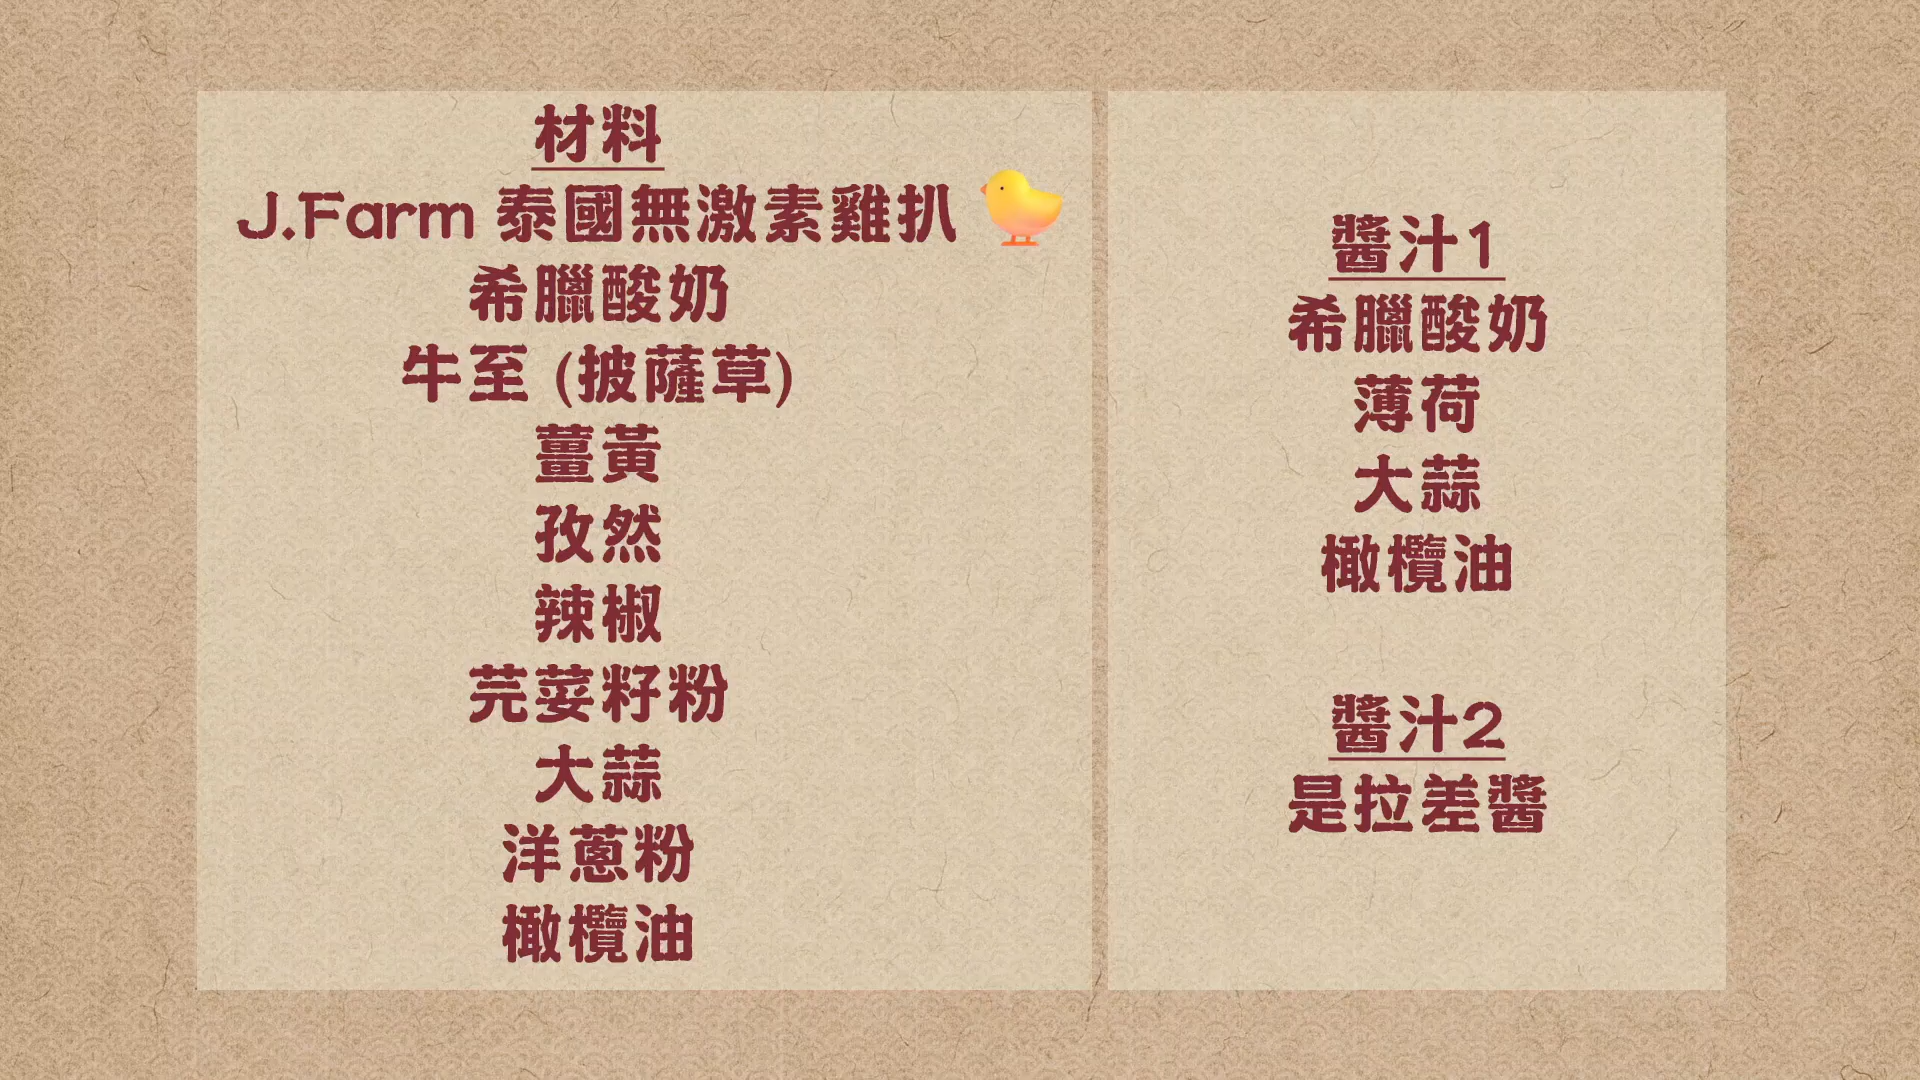 材料
J.Farm 泰國無激素雞扒
希臘酸奶
牛至 (披薩草)
薑黃
孜然
辣椒
芫荽籽粉
大蒜
洋蔥粉
橄欖油
醬汁1
希臘酸奶
薄荷
大蒜
橄欖油
醬汁2
是拉差醬